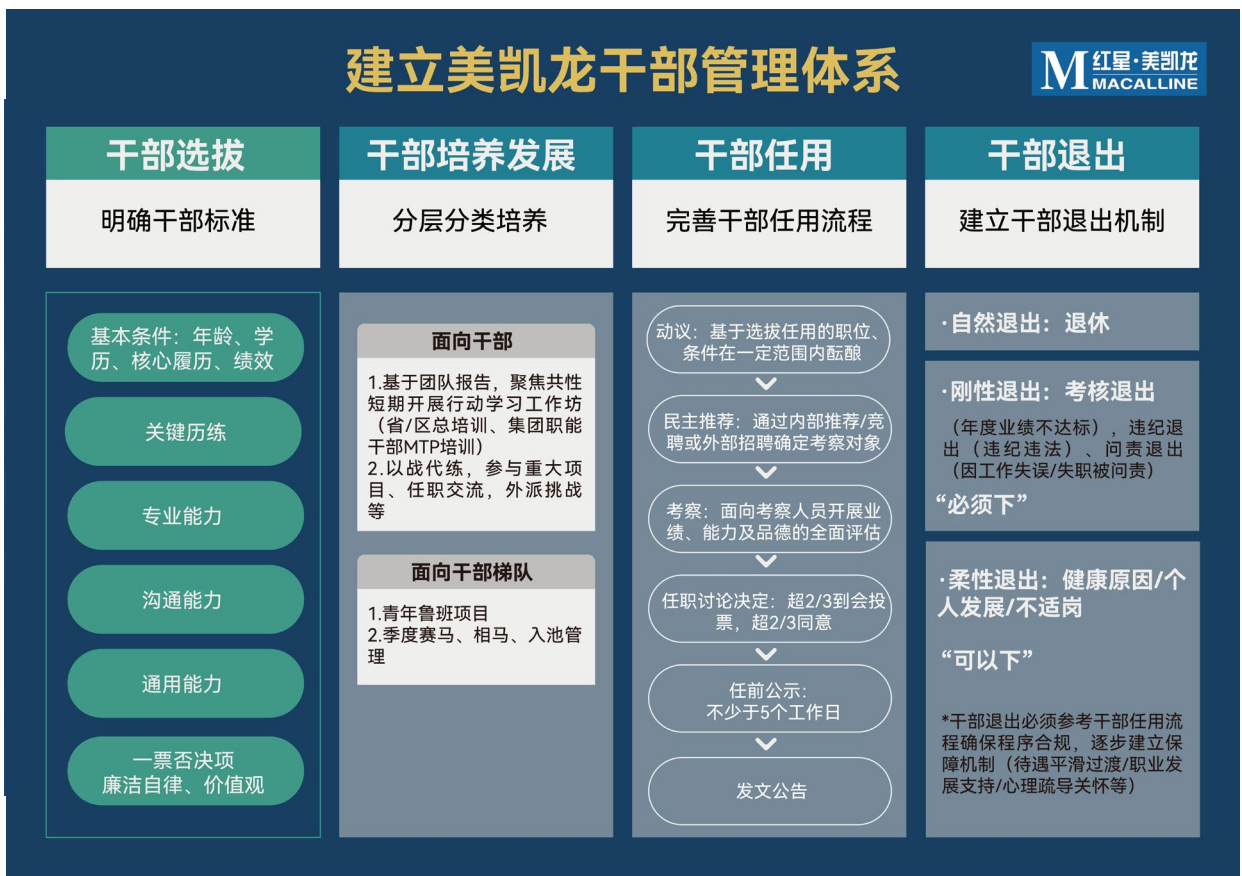 建立美凯龙干部管理体系
M 红星·美凯龙
MACALLINE
干部选拔
明确干部标准
基本条件：年龄、学
历、核心履历、绩效
关键历练
专业能力
沟通能力
通用能力
一票否决项
廉洁自律、价值观
干部培养发展
分层分类培养
面向干部
1.基于团队报告，聚焦共性
短期开展行动学习工作坊
（省/区总培训、集团职能
干部MTP培训）
2.以战代练，参与重大项
目、任职交流，外派挑战
等
面向干部梯队
1.青年鲁班项目
2.季度赛马、相马、入池管
理
干部任用
完善干部任用流程
动议：基于选拔任用的职位、
条件在一定范围内酝酿
民主推荐：通过内部推荐/竞
聘或外部招聘确定考察对象
考察：面向考察人员开展业
绩、能力及品德的全面评估
任职讨论决定：超2/3到会投
票，超2/3同意
任前公示：
不少于5个工作日
发文公告
干部退出
建立干部退出机制
·自然退出：退休
·刚性退出：考核退出
（年度业绩不达标），违纪退
出（违纪违法）、问责退出
（因工作失误/失职被问责）
“必须下”
·柔性退出：健康原因/个
人发展/不适岗
“可以下”
*干部退出必须参考干部任用流
程确保程序合规，逐步建立保
障机制（待遇平滑过渡/职业发
展支持/心理疏导关怀等）